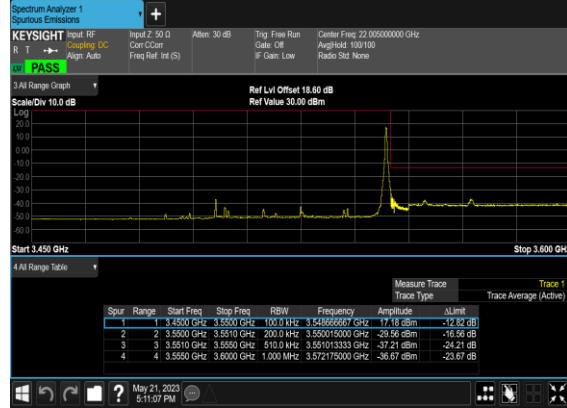 Spectrum Analyzer 1
Spurious Emissions
+
KEYSIGHT Input: RF Input Z: 50 Ω Atten: 30 dB Trig: Free Run Center Freq: 22.005000000 GHz
R T Coupling: DC Corr CCorr Gate: Off Avg|Hold: 100/100
Align: Auto Freq Ref: Int (S) IF Gain: Low Radio Std: None
PASS
3 All Range Graph Ref Lvl Offset 18.60 dB
Scale/Div 10.0 dB Ref Value 30.00 dBm
Log
20.0
10.0
0.00
-10.0
-20.0
-30.0
-40.0
-50.0
-60.0
Start 3.450 GHz Stop 3.600 GHz
4 All Range Table
Measure Trace Trace 1
Trace Type Trace Average (Active)
Spur Range Start Freq Stop Freq RBW Frequency Amplitude ΔLimit
1 1 3.4500 GHz 3.5500 GHz 100.0 kHz 3.548666667 GHz 17.18 dBm -12.82 dB
2 2 3.5500 GHz 3.5510 GHz 200.0 kHz 3.550015000 GHz -29.56 dBm -16.56 dB
3 3 3.5510 GHz 3.5550 GHz 510.0 kHz 3.551013333 GHz -37.21 dBm -24.21 dB
4 4 3.5550 GHz 3.6000 GHz 1.000 MHz 3.572175000 GHz -36.67 dBm -23.67 dB
? May 21, 2023
5:11:07 PM